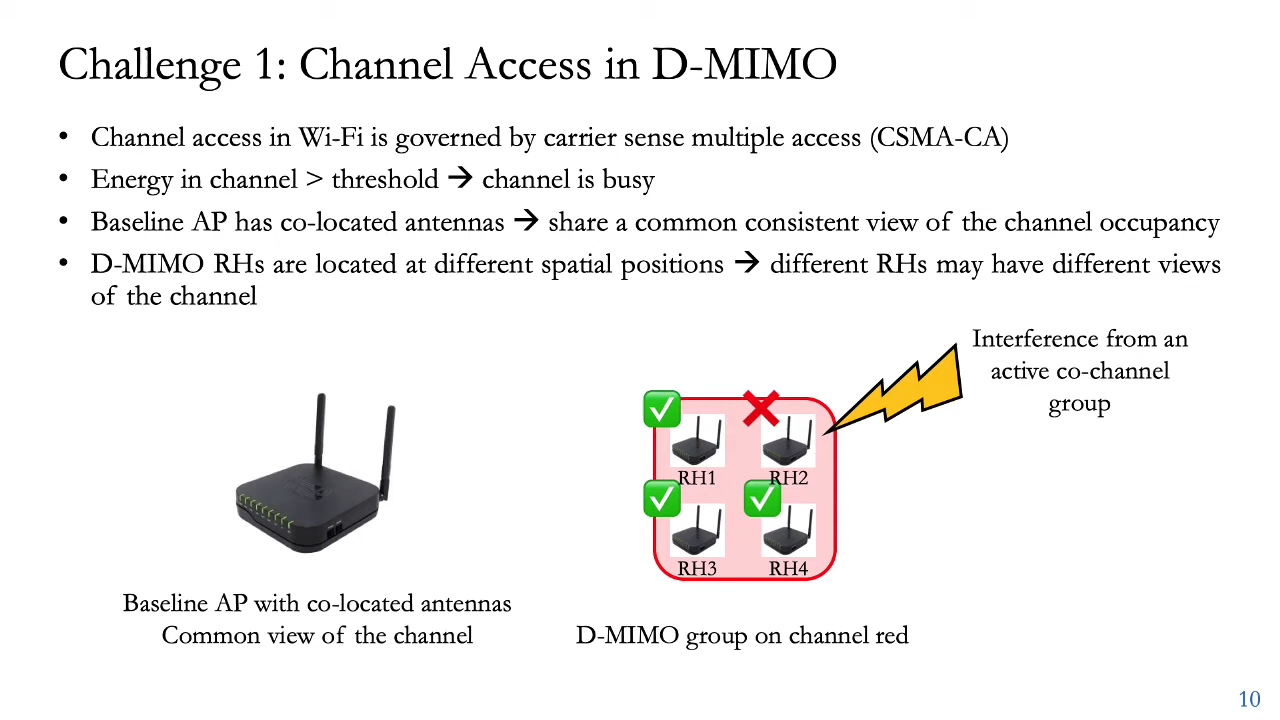 Challenge 1: Channel Access in D-MIMO
• Channel access in Wi-Fi is governed by carrier sense multiple access (CSMA-CA)
• Energy in channel > threshold → channel is busy
• Baseline AP has co-located antennas → share a common consistent view of the channel occupancy
• D-MIMO RHs are located at different spatial positions → different RHs may have different views
of the channel
Interference from an
active co-channel
group
RH1
RH2
RH3
RH4
Baseline AP with co-located antennas
Common view of the channel
D-MIMO group on channel red
10